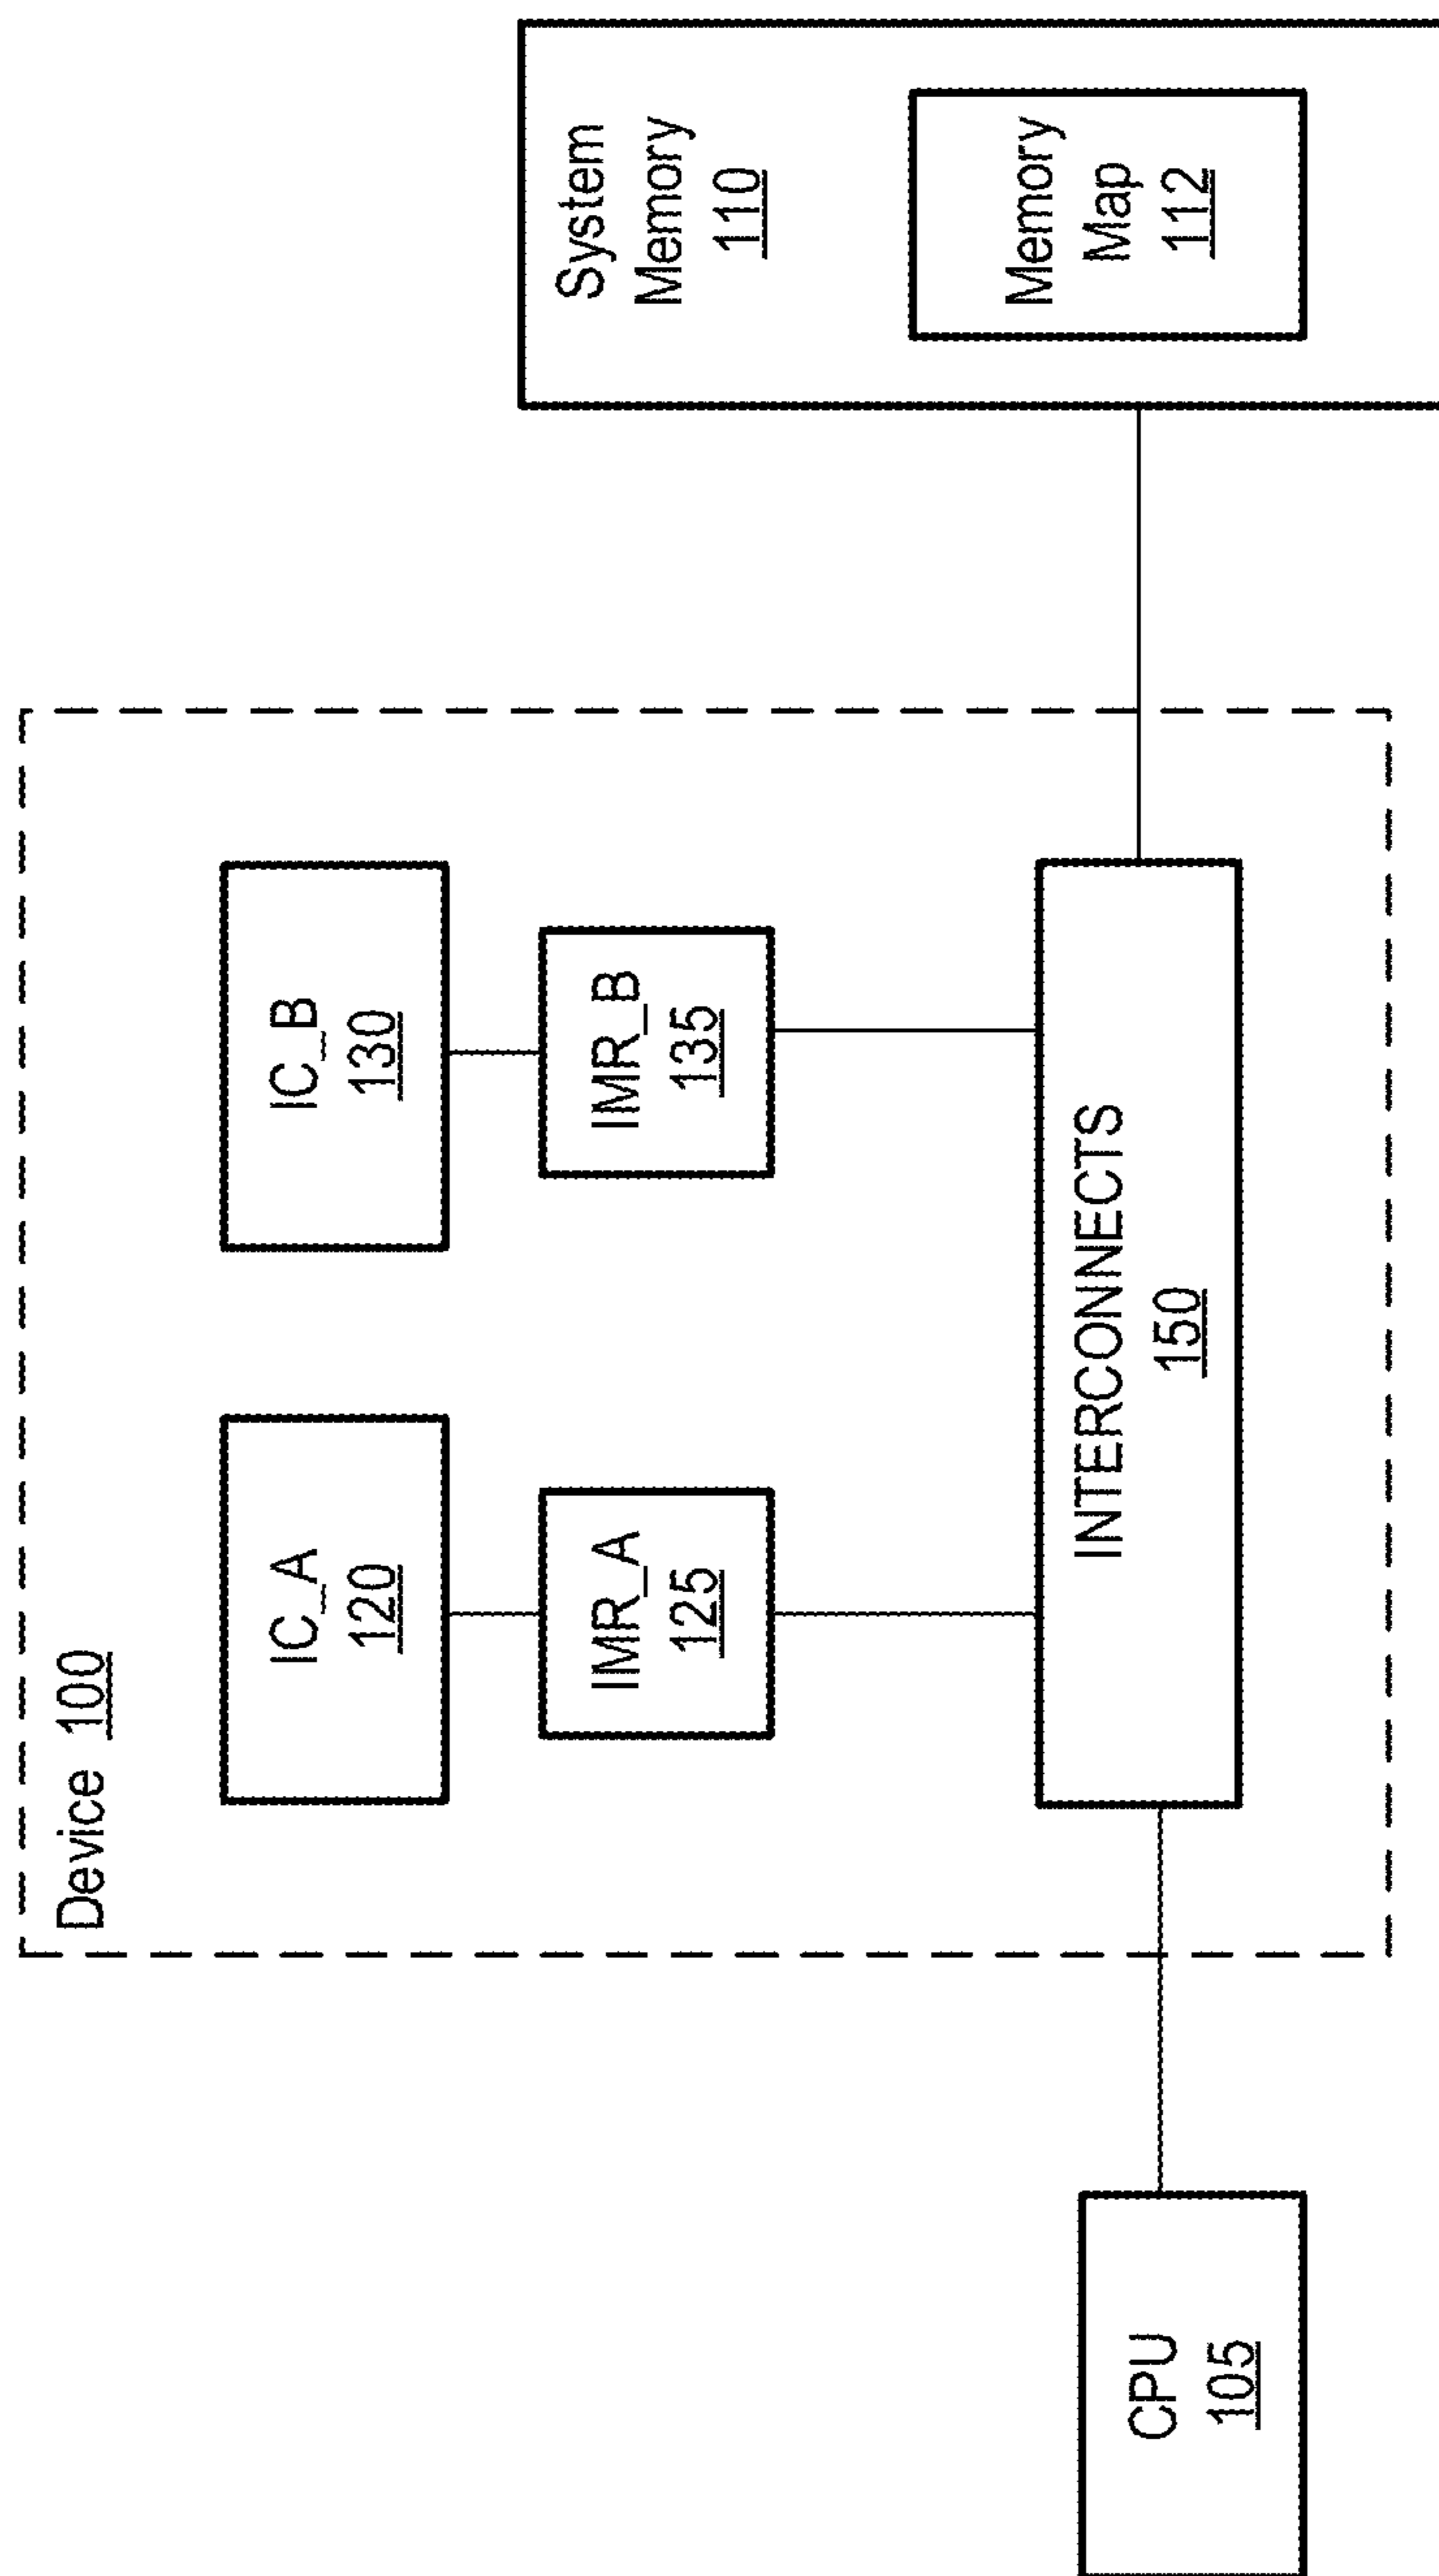 Device 100
IC_A
120
IC_B
130
IMR_A
125
IMR_B
135
System
Memory
110
Memory
Map
112
INTERCONNECTS
150
CPU
105